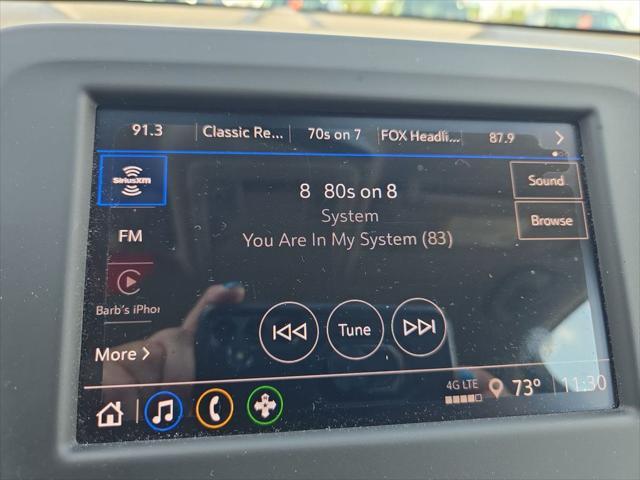 91.3 Classic Re... 70s on 7 FOX Headli... 87.9
SiriusXM
8 80s on 8
Sound
System
FM
You Are In My System (83)
Browse
Barb's iPhor
More
Tune
4G LTE
73° 11:30